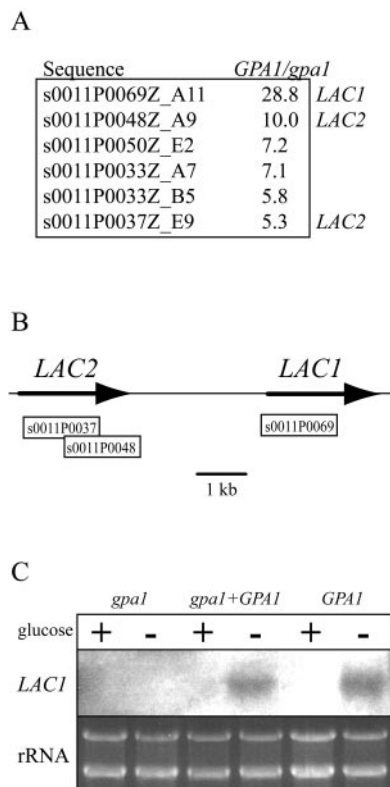 A
Sequence GPA1/gpa1
s0011P0069Z_A11 28.8 LAC1
s0011P0048Z_A9 10.0 LAC2
s0011P0050Z_E2 7.2
s0011P0033Z_A7 7.1
s0011P0033Z_B5 5.8
s0011P0037Z_E9 5.3 LAC2
B
LAC2 LAC1
s0011P0037 s0011P0069
s0011P0048
1 kb
C
gpa1 gpa1+GPA1 GPA1
glucose + - + - + -
LAC1
rRNA